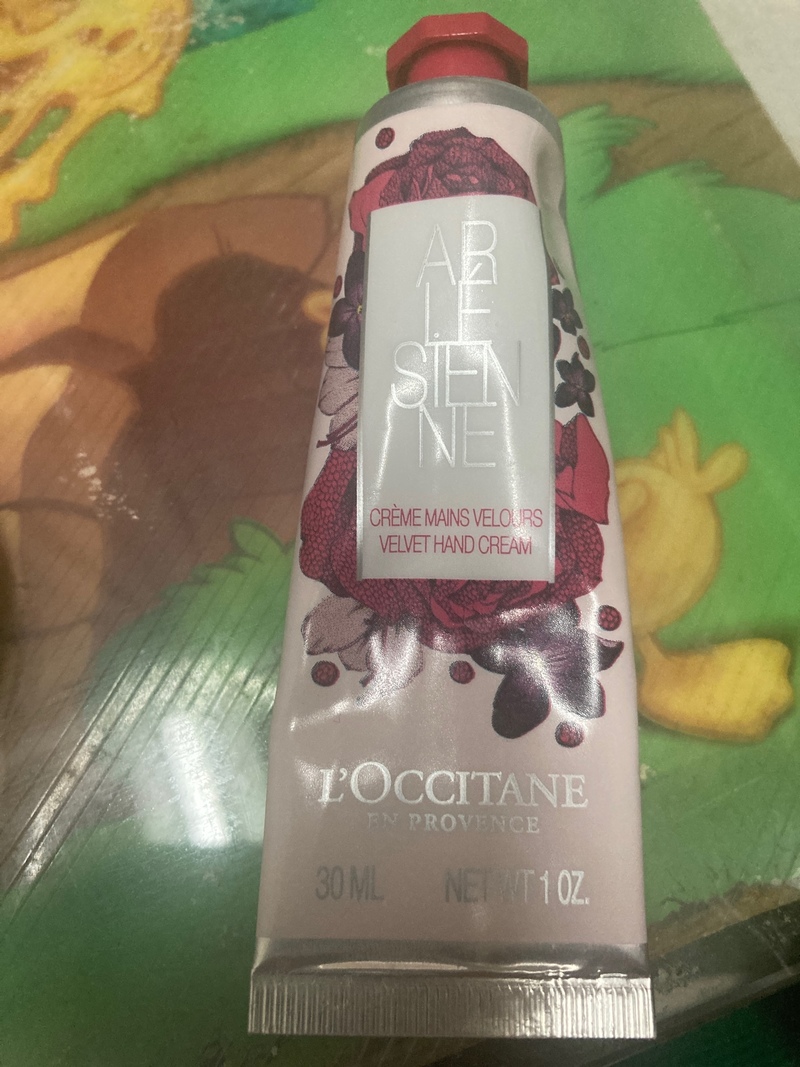 AR
LÉ
SIEN
NE
CRÈME MAINS VELOURS
VELVET HAND CREAM
L'OCCITANE
EN PROVENCE
30 ML NET WT 1 OZ.